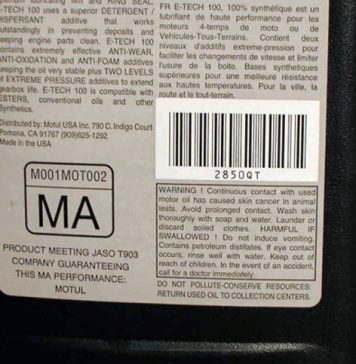 lubricating film and RING SEAL.
E-TECH 100 uses a superior DETERGENT /
DISPERSANT additive that works
outstandingly in preventing deposits and
keeping engine parts clean. E-TECH 100
contains extremely effective ANTI-WEAR,
ANTI-OXIDATION and ANTI-FOAM additives
keeping the oil very stable plus TWO LEVELS
of EXTREME PRESSURE additives to extend
gearbox life. E-TECH 100 is compatible with
ESTERS, conventional oils and other
Synthetics.
Distributed by: Motul USA Inc. 790 C. Indigo Court
Pomona, CA 91767 (909)625-1292
Made in the USA
M001MOT002
MA
PRODUCT MEETING JASO T903
COMPANY GUARANTEEING
THIS MA PERFORMANCE:
MOTUL
FR E-TECH 100, 100% synthétique est un
lubrifiant de haute performance pour les
moteurs 4-temps de moto ou de
Vehicules-Tous-Terrains. Contient deux
niveaux d'additifs extreme-pression pour
faciliter les changements de vitesse et limiter
l'usure de la boite. Bases synthetiques
supérieures pour une meilleure résistance
aux hautes temperatures. Pour la ville, la
route et le tout-terrain.
2850QT
WARNING ! Continuous contact with used
motor oil has caused skin cancer in animal
tests. Avoid prolonged contact. Wash skin
thoroughly with soap and water. Launder or
discard soiled clothes. HARMFUL IF
SWALLOWED ! Do not induce vomiting.
Contains petroleum distillates. If eye contact
occurs, rinse well with water. Keep out of
reach of children. In the event of an accident,
call for a doctor immediately.
DO NOT POLLUTE-CONSERVE RESOURCES:
RETURN USED OIL TO COLLECTION CENTERS.